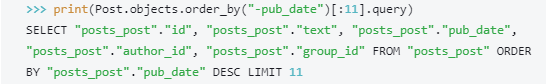 >>> print(Post.objects.order_by("-pub_date")[:11].query)
SELECT "posts_post"."id", "posts_post"."text", "posts_post"."pub_date",
"posts_post"."author_id", "posts_post"."group_id" FROM "posts_post" ORDER
BY "posts_post"."pub_date" DESC LIMIT 11